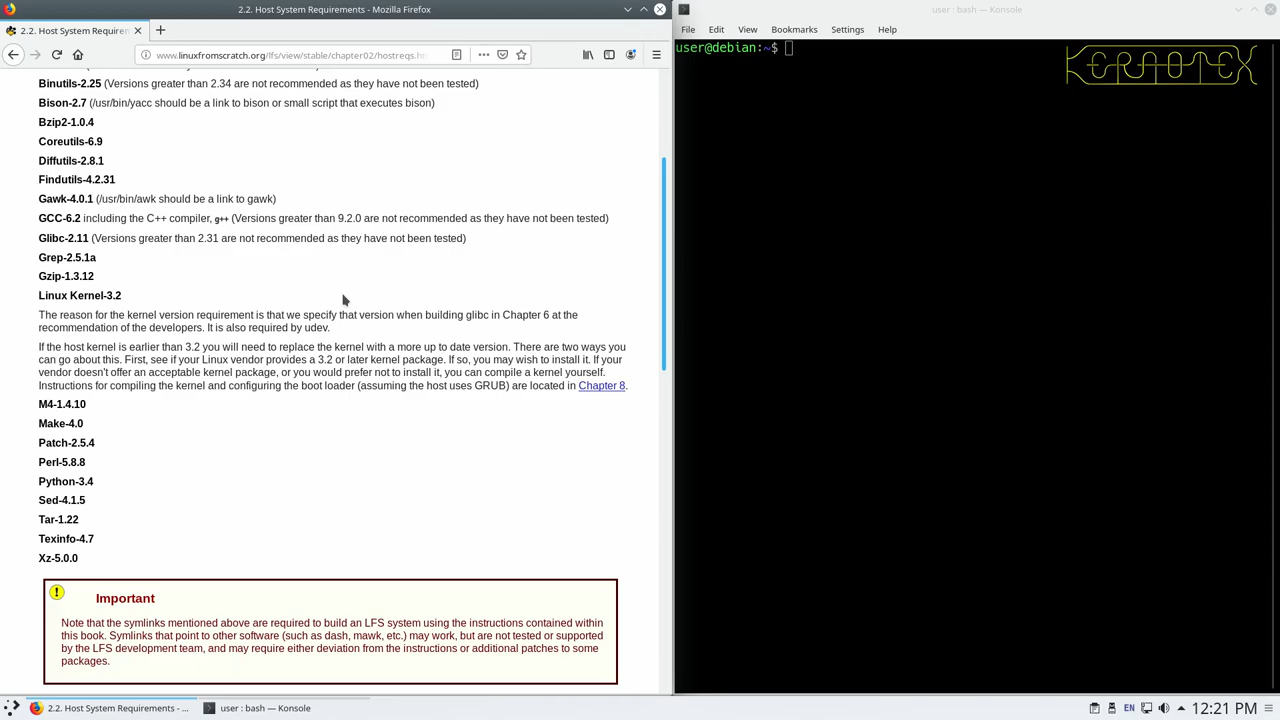 2.2. Host System Requirements - Mozilla Firefox
user : bash — Konsole
2.2. Host System Requirem
www.linuxfromscratch.org/lfs/view/stable/chapter02/hostreqs.h
File Edit View Bookmarks Settings Help
user@debian:~$
KERNOTEX
Binutils-2.25 (Versions greater than 2.34 are not recommended as they have not been tested)
Bison-2.7 (/usr/bin/yacc should be a link to bison or small script that executes bison)
Bzip2-1.0.4
Coreutils-6.9
Diffutils-2.8.1
Findutils-4.2.31
Gawk-4.0.1 (/usr/bin/awk should be a link to gawk)
GCC-6.2 including the C++ compiler, g++ (Versions greater than 9.2.0 are not recommended as they have not been tested)
Glibc-2.11 (Versions greater than 2.31 are not recommended as they have not been tested)
Grep-2.5.1a
Gzip-1.3.12
Linux Kernel-3.2
The reason for the kernel version requirement is that we specify that version when building glibc in Chapter 6 at the
recommendation of the developers. It is also required by udev.
If the host kernel is earlier than 3.2 you will need to replace the kernel with a more up to date version. There are two ways you
can go about this. First, see if your Linux vendor provides a 3.2 or later kernel package. If so, you may wish to install it. If your
vendor doesn't offer an acceptable kernel package, or you would prefer not to install it, you can compile a kernel yourself.
Instructions for compiling the kernel and configuring the boot loader (assuming the host uses GRUB) are located in Chapter 8.
M4-1.4.10
Make-4.0
Patch-2.5.4
Perl-5.8.8
Python-3.4
Sed-4.1.5
Tar-1.22
Texinfo-4.7
Xz-5.0.0
Important
Note that the symlinks mentioned above are required to build an LFS system using the instructions contained within
this book. Symlinks that point to other software (such as dash, mawk, etc.) may work, but are not tested or supported
by the LFS development team, and may require either deviation from the instructions or additional patches to some
packages.
2.2. Host System Requirements - ...
user : bash — Konsole
EN
12:21 PM